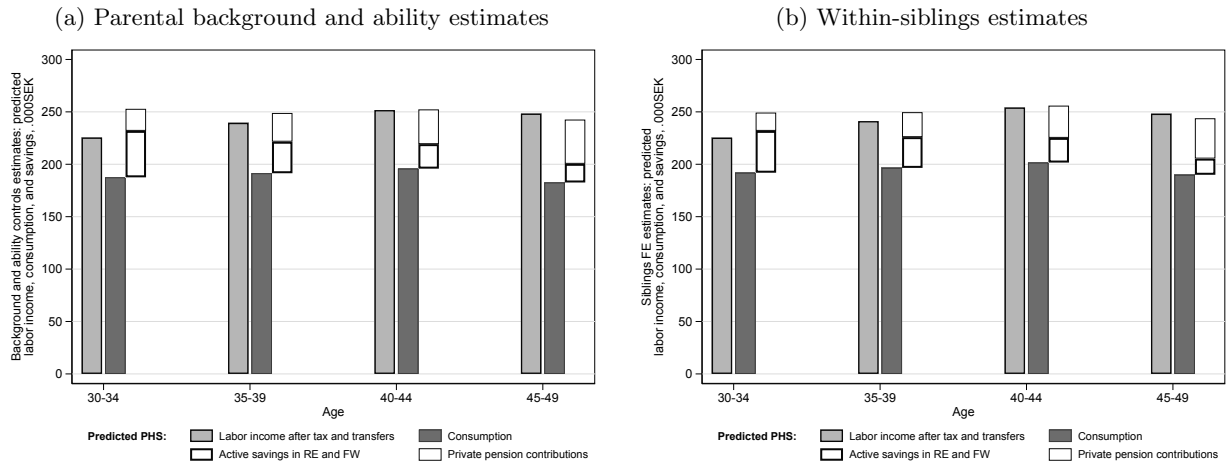 (a) Parental background and ability estimates
Background and ability controls estimates: predicted
labor income, consumption, and savings, .000SEK
300
250
200
150
100
50
0
30-34
35-39
40-44
45-49
Age
Predicted PHS:
Labor income after tax and transfers
Consumption
Active savings in RE and FW
Private pension contributions
(b) Within-siblings estimates
Siblings FE estimates: predicted
labor income, consumption, and savings, .000SEK
300
250
200
150
100
50
0
30-34
35-39
40-44
45-49
Age
Predicted PHS:
Labor income after tax and transfers
Consumption
Active savings in RE and FW
Private pension contributions